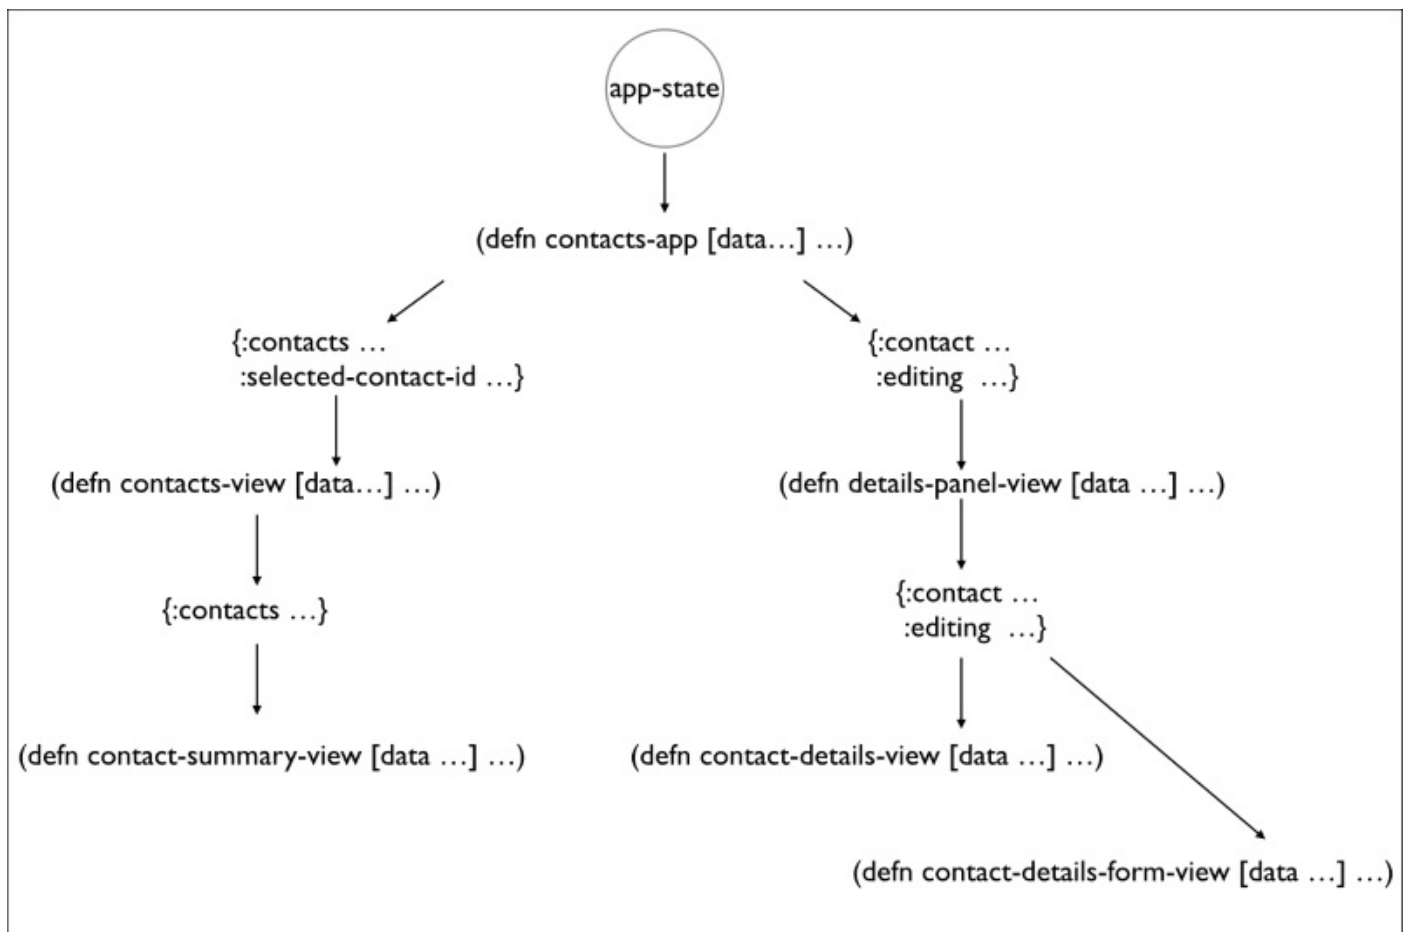 app-state
(defn contacts-app [data…] …)
{:contacts …
:selected-contact-id …}
{:contact …
:editing  …}
(defn contacts-view [data…] …)
(defn details-panel-view [data …] …)
{:contacts …}
{:contact …
:editing  …}
(defn contact-summary-view [data …] …)
(defn contact-details-view [data …] …)
(defn contact-details-form-view [data …] …)